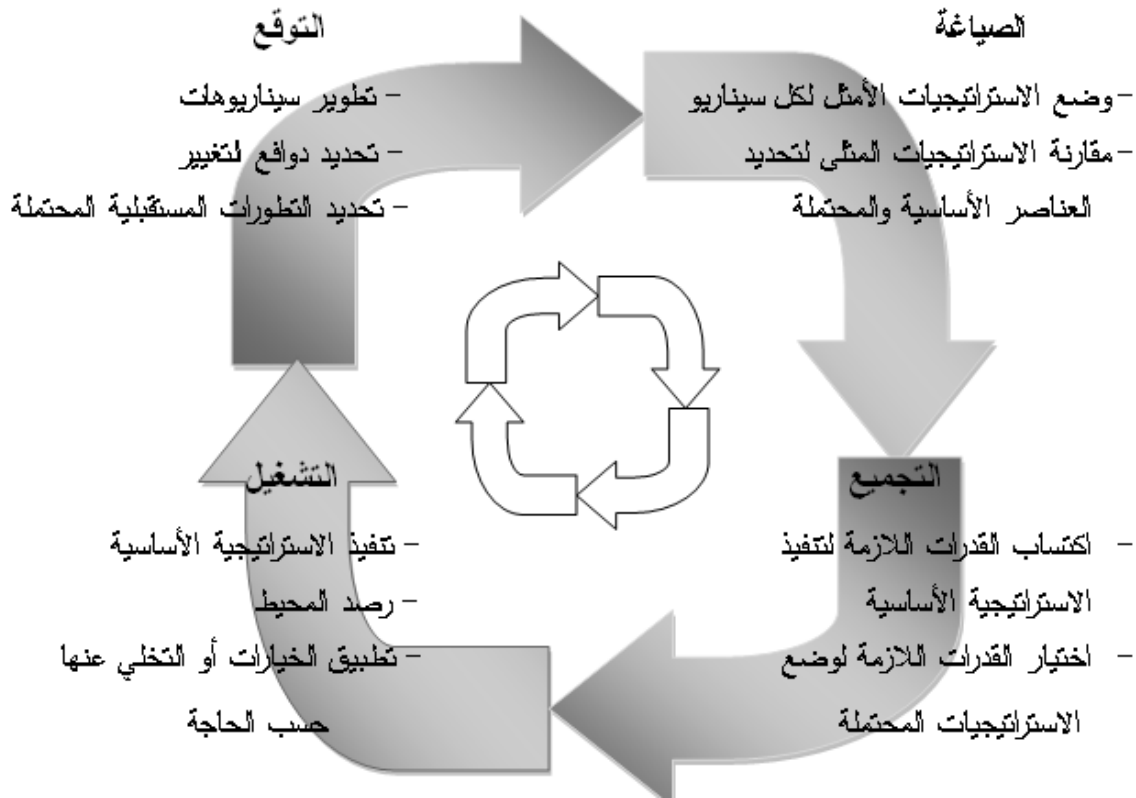 التوقع
- تطوير سيناريوهات
- تحديد دوافع لتغيير
- تحديد التطورات المستقبلية المحتملة
الصياغة
- وضع الاستراتيجيات الأمثل لكل سيناريو
- مقارنة الاستراتيجيات المثلى لتحديد
العناصر الأساسية والمحتملة
التجميع
- اكتساب القدرات اللازمة لتنفيذ
الاستراتيجية الأساسية
- اختيار القدرات اللازمة لوضع
الاستراتيجيات المحتملة
التشغيل
- تنفيذ الاستراتيجية الأساسية
- رصد المحيط
- تطبيق الخيارات أو التخلي عنها
حسب الحاجة